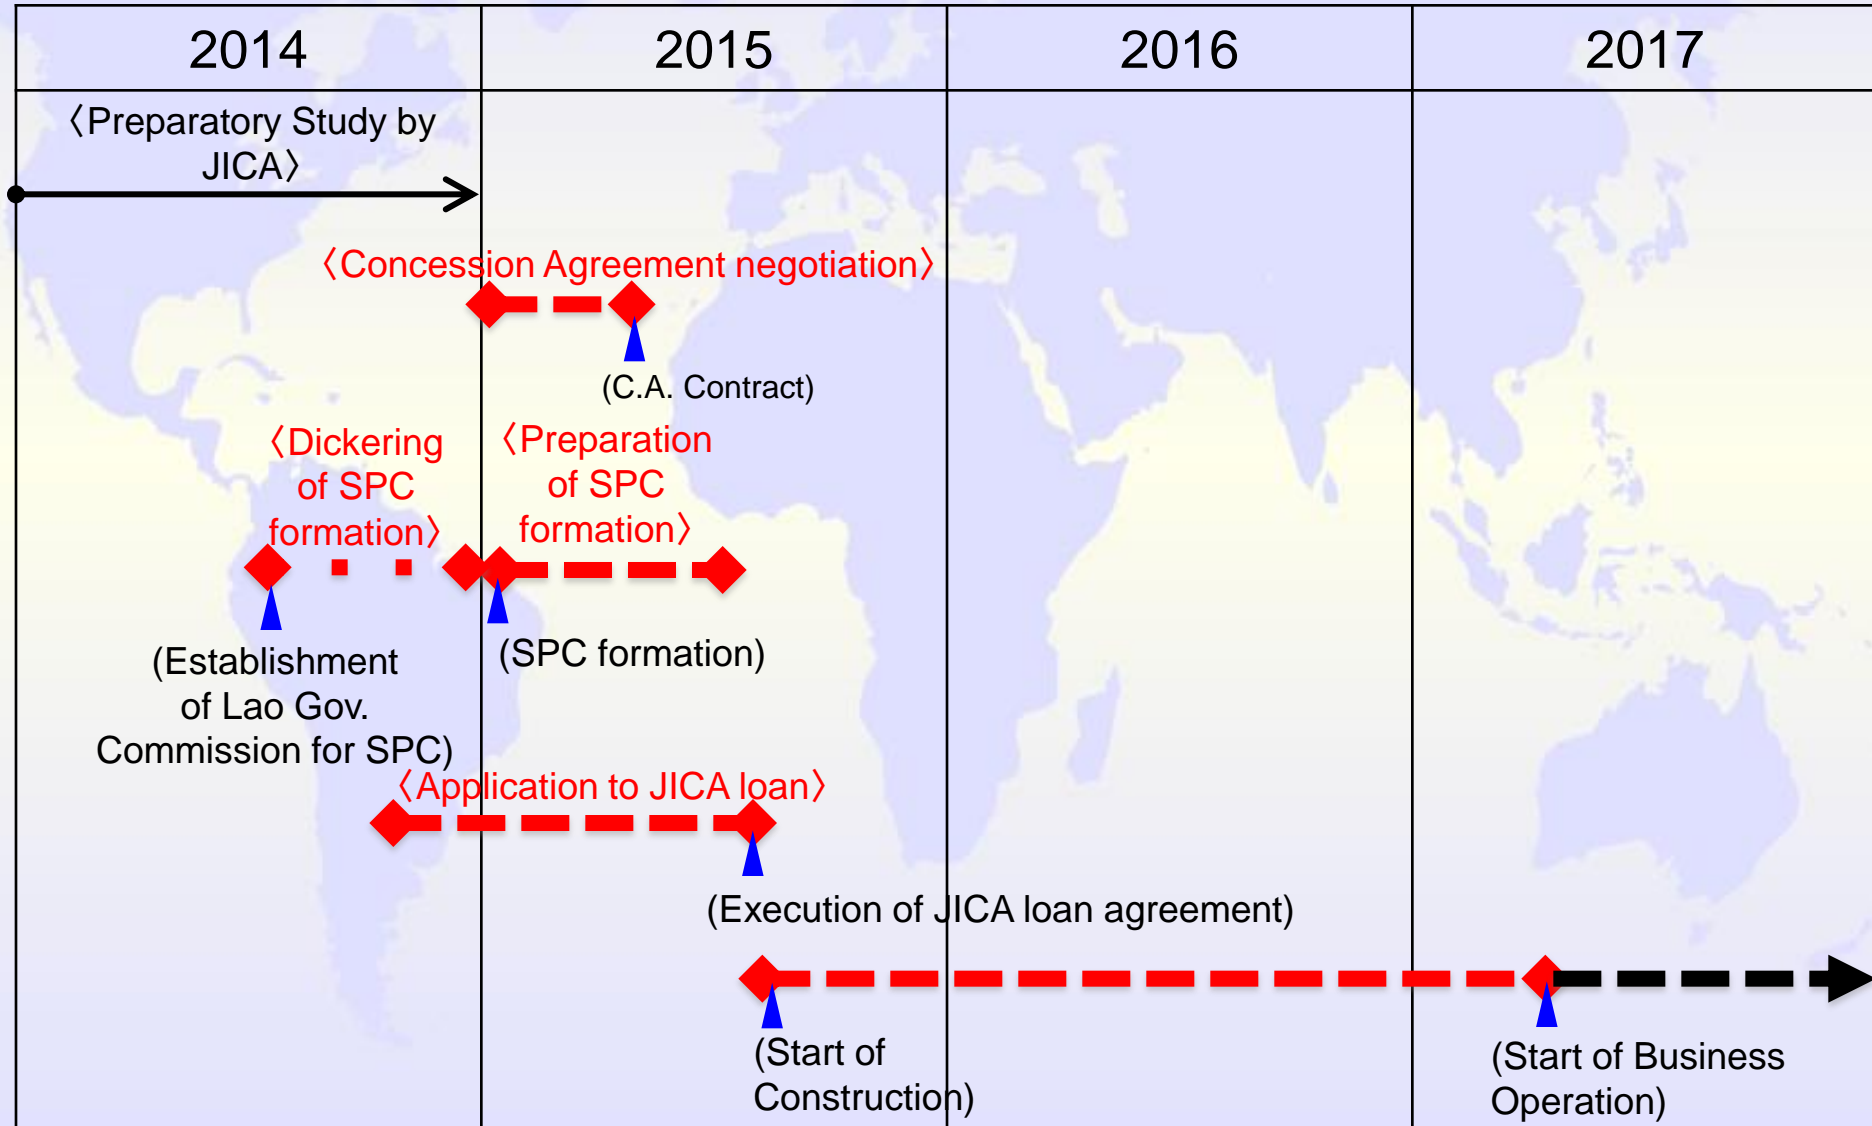 2014
2015
2016
2017
〈Preparatory Study by
JICA〉
〈Concession Agreement negotiation〉
(C.A. Contract)
〈Dickering
of SPC
formation〉
〈Preparation
of SPC
formation〉
(Establishment
of Lao Gov.
Commission for SPC)
(SPC formation)
〈Application to JICA loan〉
(Execution of JICA loan agreement)
(Start of
Construction)
(Start of Business
Operation)